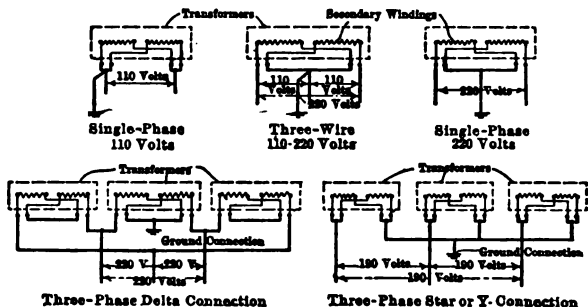 Transformers
Secondary Windings
110 Volts
110 Volts
110 Volts
220 Volts
220 Volts
Single-Phase
110 Volts
Three-Wire
110-220 Volts
Single-Phase
220 Volts
Transformers
Transformers
Ground Connection
220 V.
220 V.
220 Volts
Ground Connection
190 Volts
190 Volts
190 Volts
Three-Phase Delta Connection
Three-Phase Star or Y. Connection